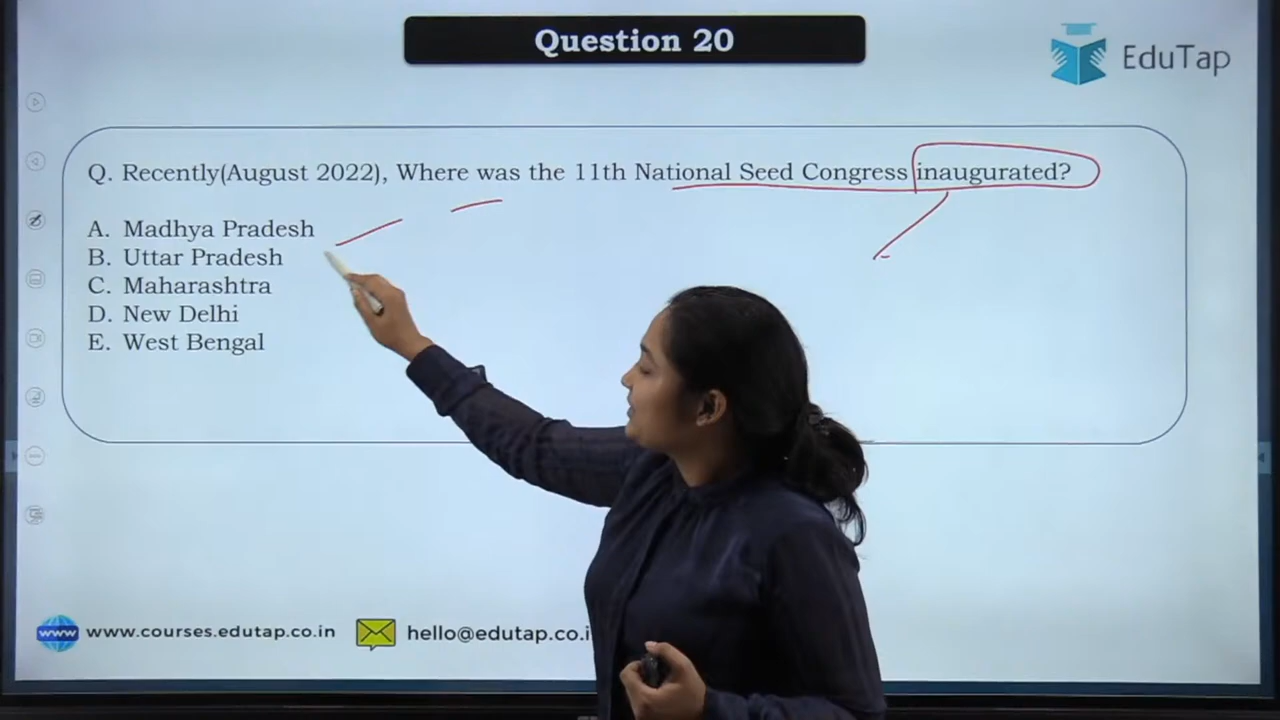 Question 20
EduTap
Q. Recently(August 2022), Where was the 11th National Seed Congress inaugurated?
A. Madhya Pradesh
B. Uttar Pradesh
C. Maharashtra
D. New Delhi
E. West Bengal
www
www.courses.edutap.co.in
hello@edutap.co.i